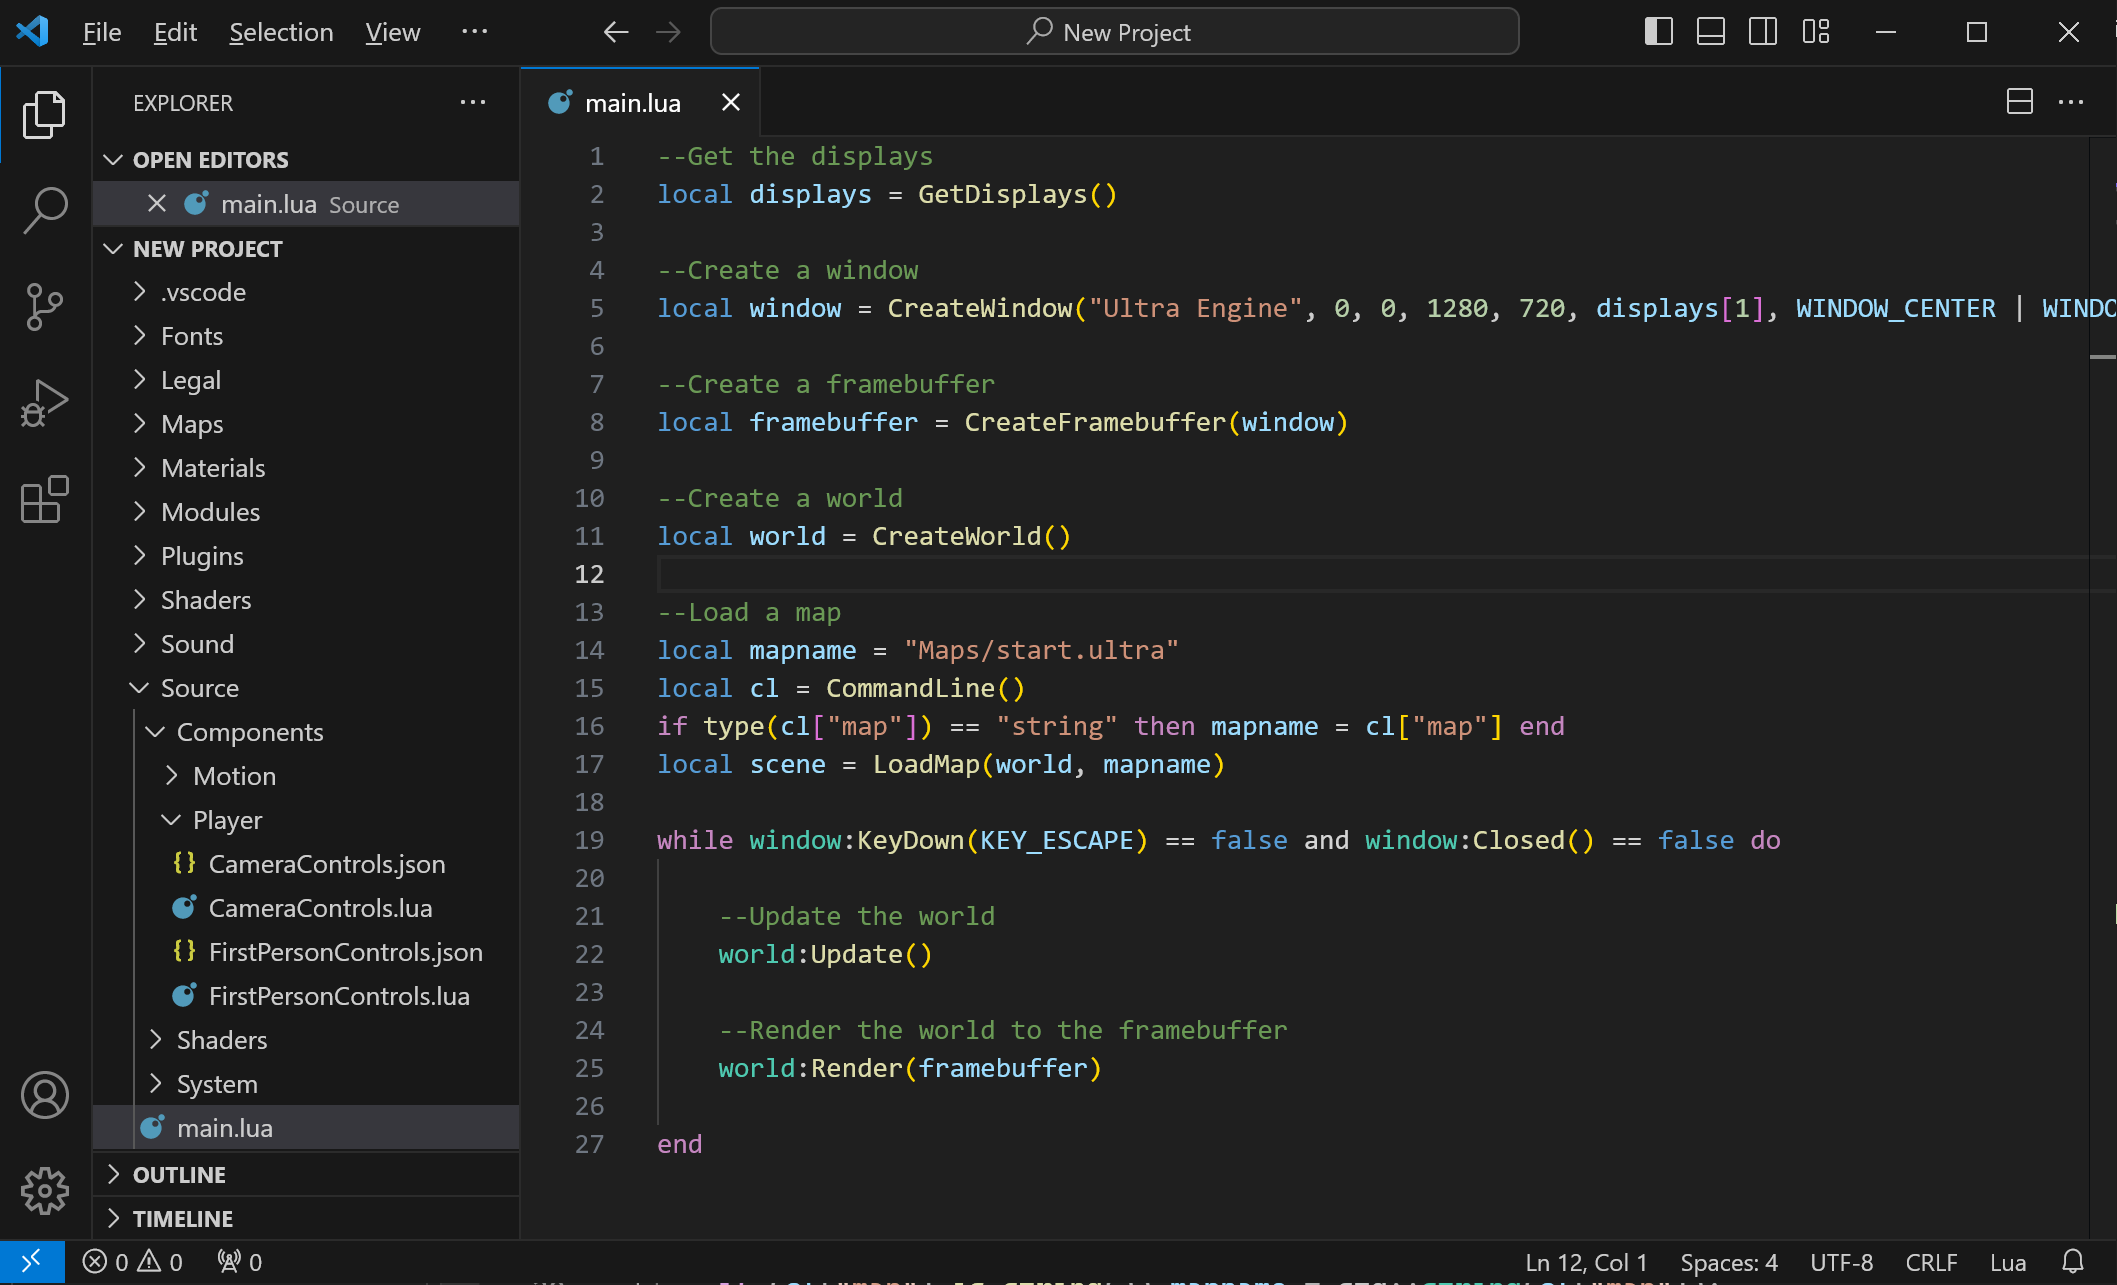 File Edit Selection View ··· New Project
EXPLORER ···
OPEN EDITORS
main.lua Source
NEW PROJECT
.vscode
Fonts
Legal
Maps
Materials
Modules
Plugins
Shaders
Sound
Source
Components
Motion
Player
CameraControls.json
CameraControls.lua
FirstPersonControls.json
FirstPersonControls.lua
Shaders
System
main.lua
OUTLINE
TIMELINE
main.lua
1 --Get the displays
2 local displays = GetDisplays()
3
4 --Create a window
5 local window = CreateWindow("Ultra Engine", 0, 0, 1280, 720, displays[1], WINDOW_CENTER | WINDO
6
7 --Create a framebuffer
8 local framebuffer = CreateFramebuffer(window)
9
10 --Create a world
11 local world = CreateWorld()
12
13 --Load a map
14 local mapname = "Maps/start.ultra"
15 local cl = CommandLine()
16 if type(cl["map"]) == "string" then mapname = cl["map"] end
17 local scene = LoadMap(world, mapname)
18
19 while window:KeyDown(KEY_ESCAPE) == false and window:Closed() == false do
20
21 --Update the world
22 world:Update()
23
24 --Render the world to the framebuffer
25 world:Render(framebuffer)
26
27 end
0 0 0 Ln 12, Col 1 Spaces: 4 UTF-8 CRLF Lua